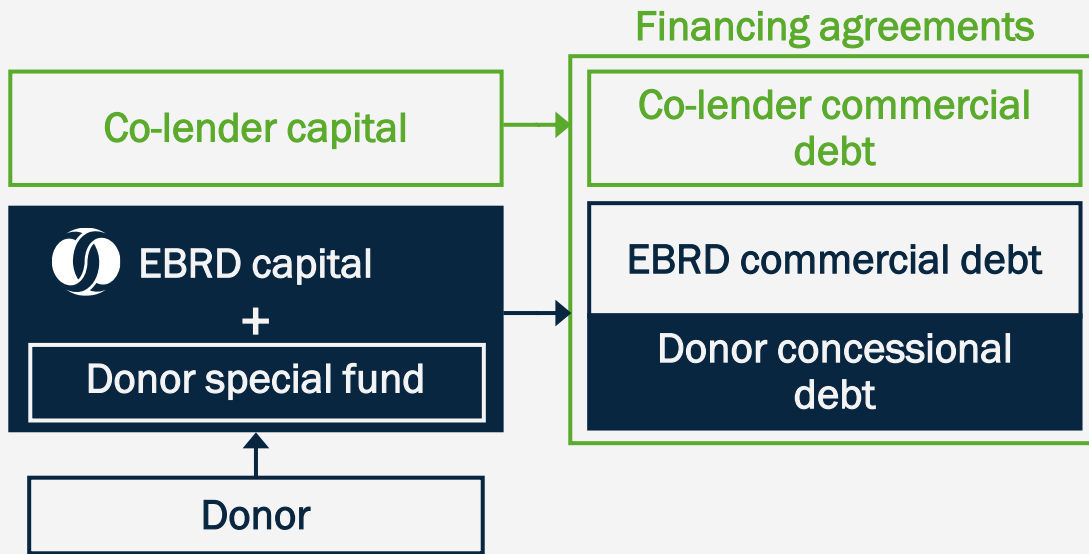 Financing agreements
Co-lender capital
Co-lender commercial
debt
EBRD capital
+
Donor special fund
EBRD commercial debt
Donor concessional
debt
Donor